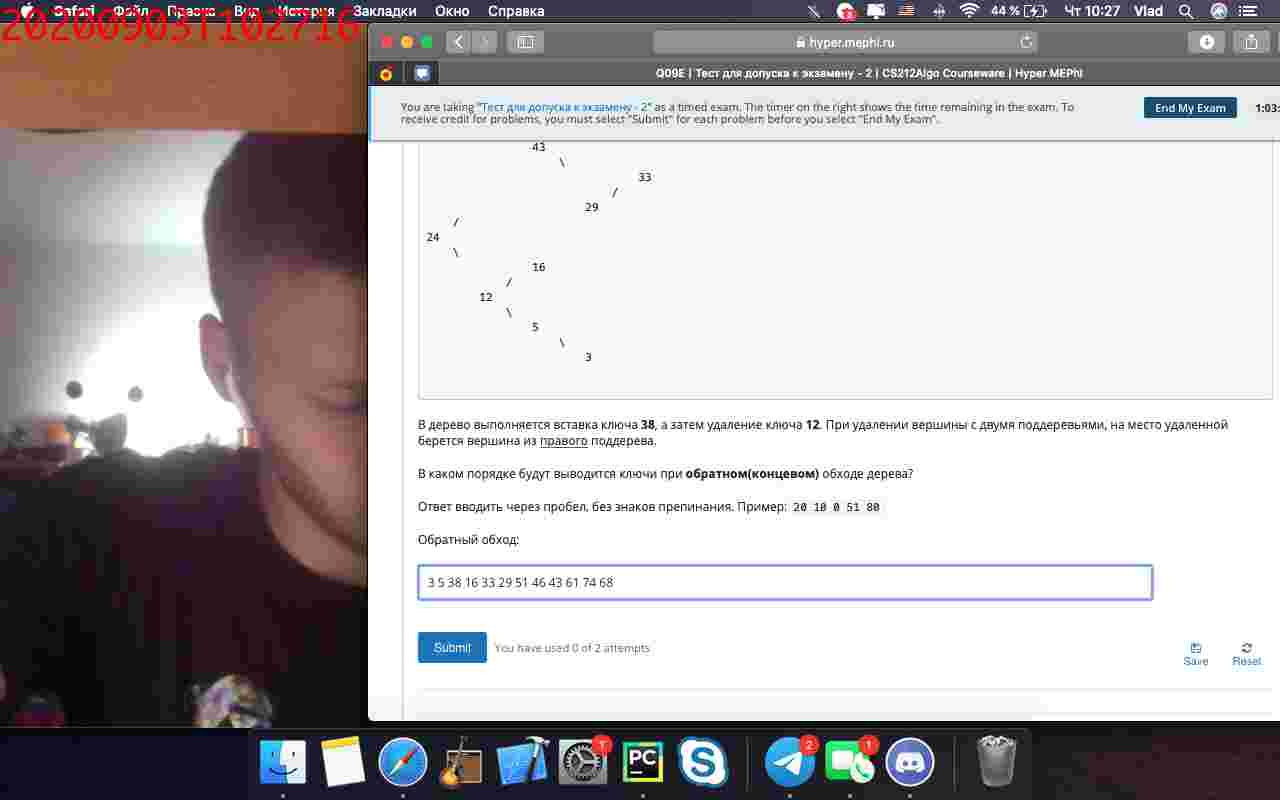 Safari Файл Правка Вид История Закладки Окно Справка 44 % Чт 10:27 Vlad
20200903T102716
hyper.mephi.ru
Q09E | Тест для допуска к экзамену - 2 | CS212Algo Courseware | Hyper.MEPhI
You are taking "Тест для допуска к экзамену - 2" as a timed exam. The timer on the right shows the time remaining in the exam. To
receive credit for problems, you must select "Submit" for each problem before you select "End My Exam".
End My Exam
1:03:
43
\
33
/
29
/
24
\
16
/
12
\
5
\
3
В дерево выполняется вставка ключа 38, а затем удаление ключа 12. При удалении вершины с двумя поддеревьями, на место удаленной
берется вершина из правого поддерева.
В каком порядке будут выводится ключи при обратном(концевом) обходе дерева?
Ответ вводить через пробел, без знаков препинания. Пример: 20 10 0 51 80
Обратный обход:
3 5 38 16 33 29 51 46 43 61 74 68
Submit
You have used 0 of 2 attempts
Save
Reset
1
PC
2
1